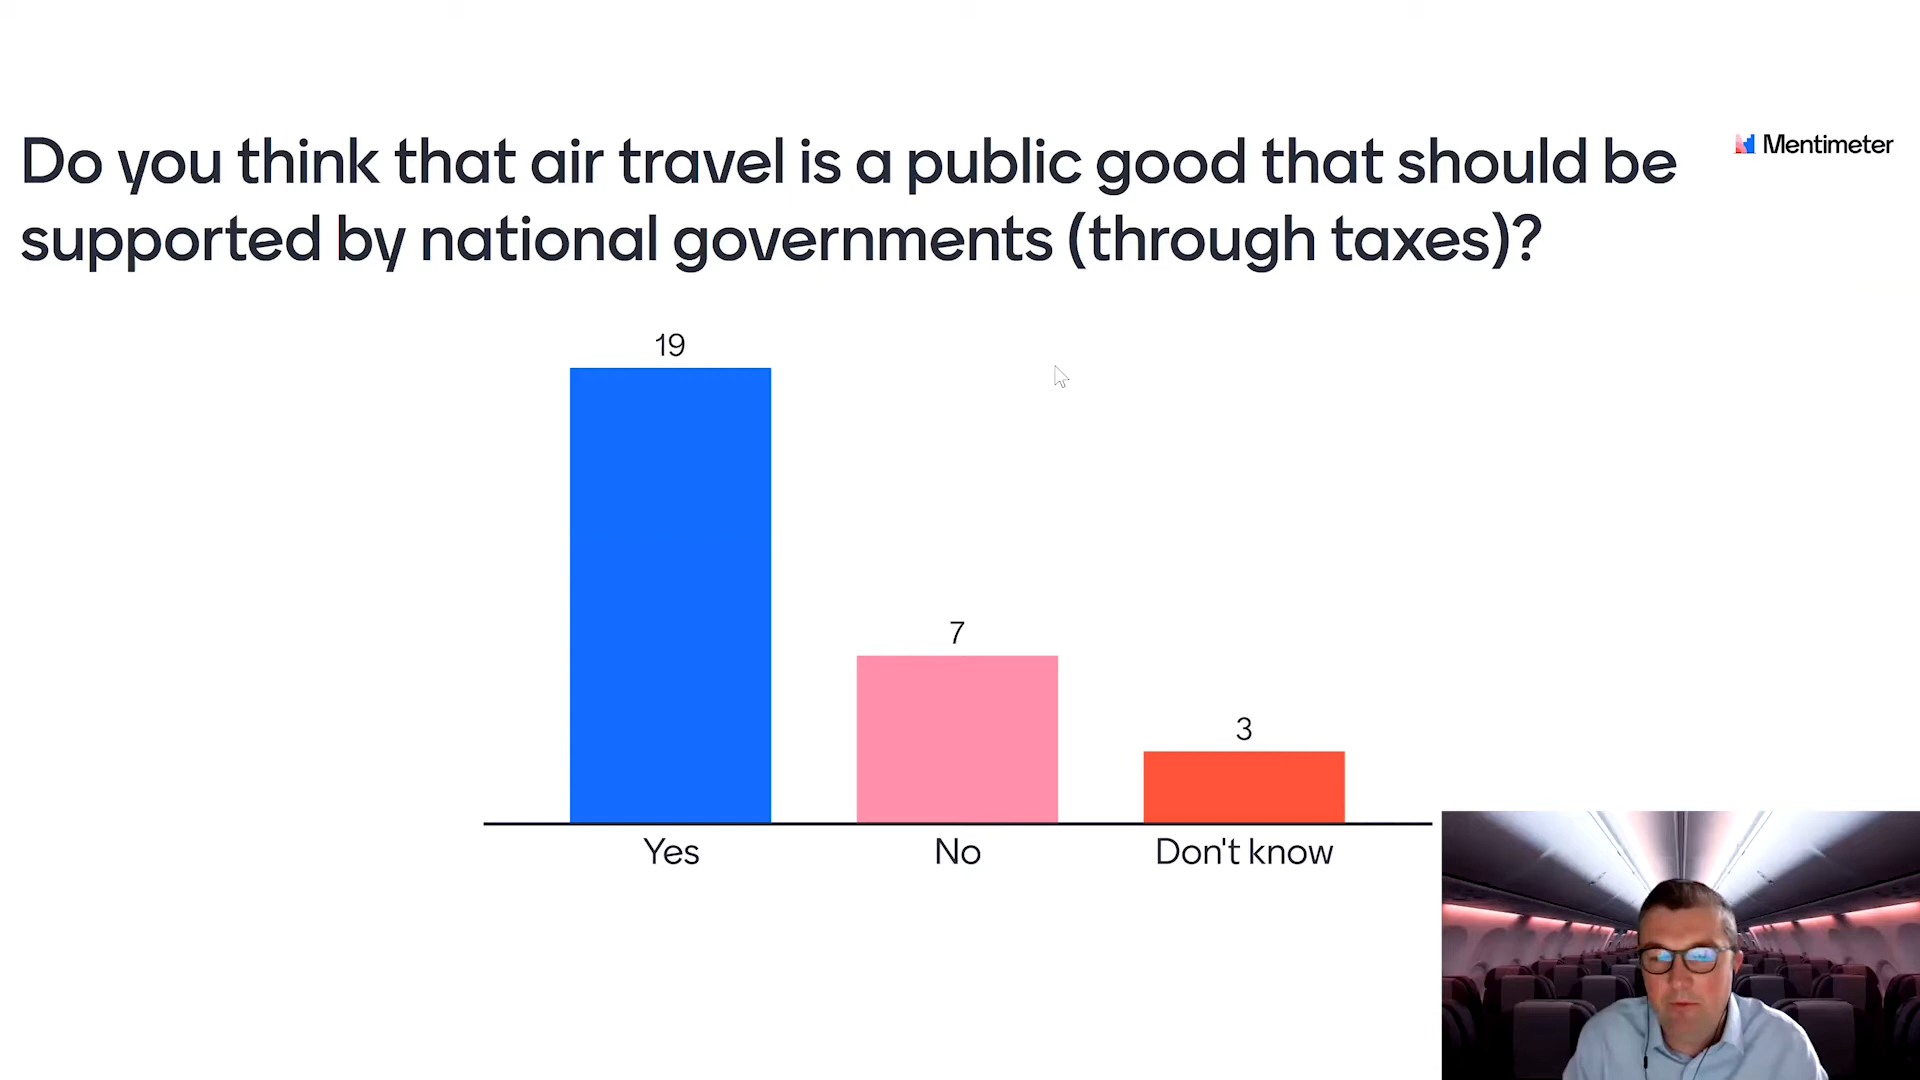 Do you think that air travel is a public good that should be
supported by national governments (through taxes)?
Mentimeter
19
7
3
Yes
No
Don't know